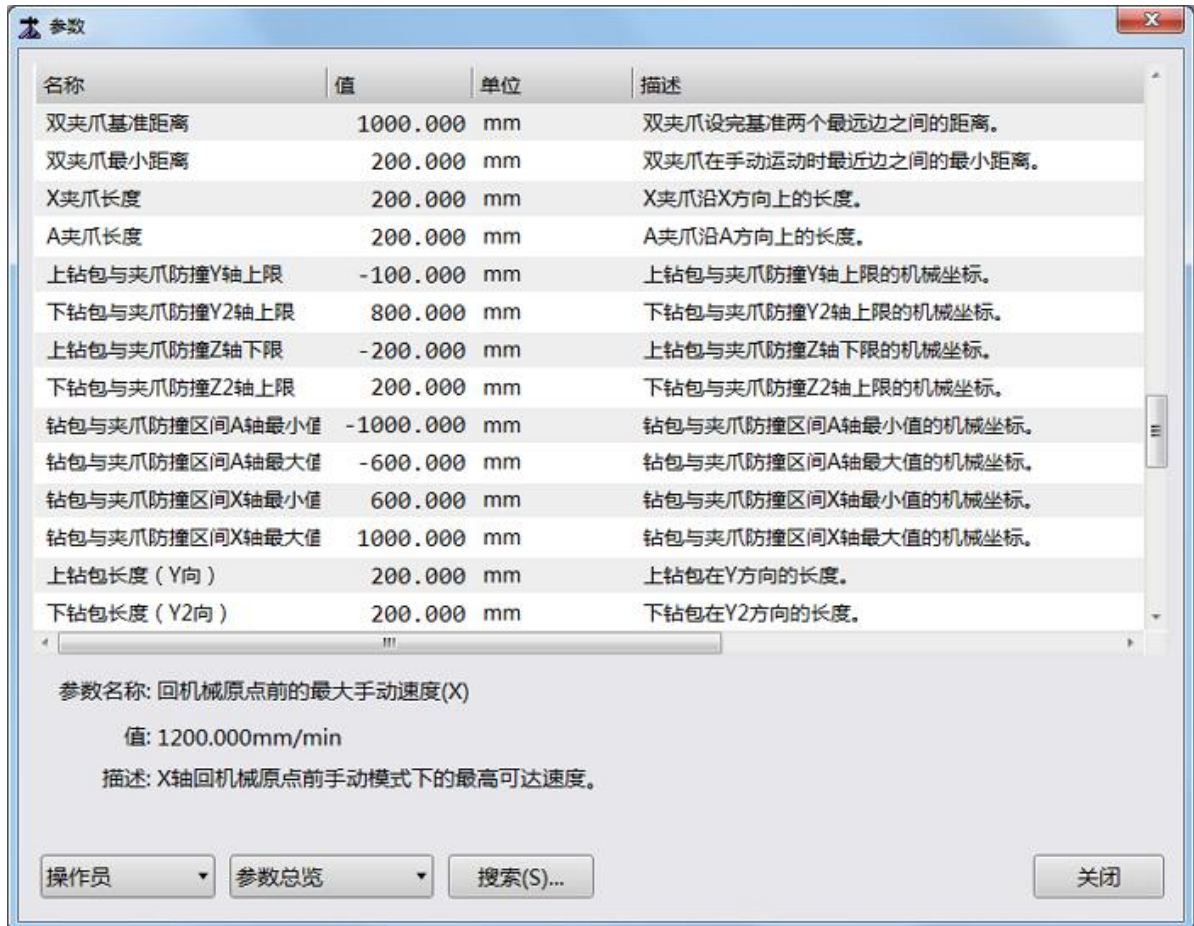 参数
名称 值 单位 描述
双夹爪基准距离 1000.000 mm 双夹爪设完基准两个最远边之间的距离。
双夹爪最小距离 200.000 mm 双夹爪在手动运动时最近边之间的最小距离。
X夹爪长度 200.000 mm X夹爪沿X方向上的长度。
A夹爪长度 200.000 mm A夹爪沿A方向上的长度。
上钻包与夹爪防撞Y轴上限 -100.000 mm 上钻包与夹爪防撞Y轴上限的机械坐标。
下钻包与夹爪防撞Y2轴上限 800.000 mm 下钻包与夹爪防撞Y2轴上限的机械坐标。
上钻包与夹爪防撞Z轴下限 -200.000 mm 上钻包与夹爪防撞Z轴下限的机械坐标。
下钻包与夹爪防撞Z2轴上限 200.000 mm 下钻包与夹爪防撞Z2轴上限的机械坐标。
钻包与夹爪防撞区间A轴最小值 -1000.000 mm 钻包与夹爪防撞区间A轴最小值的机械坐标。
钻包与夹爪防撞区间A轴最大值 -600.000 mm 钻包与夹爪防撞区间A轴最大值的机械坐标。
钻包与夹爪防撞区间X轴最小值 600.000 mm 钻包与夹爪防撞区间X轴最小值的机械坐标。
钻包与夹爪防撞区间X轴最大值 1000.000 mm 钻包与夹爪防撞区间X轴最大值的机械坐标。
上钻包长度（Y向） 200.000 mm 上钻包在Y方向的长度。
下钻包长度（Y2向） 200.000 mm 下钻包在Y2方向的长度。
参数名称: 回机械原点前的最大手动速度(X)
值: 1200.000mm/min
描述: X轴回机械原点前手动模式下的最高可达速度。
操作员 参数总览 搜索(S)... 关闭